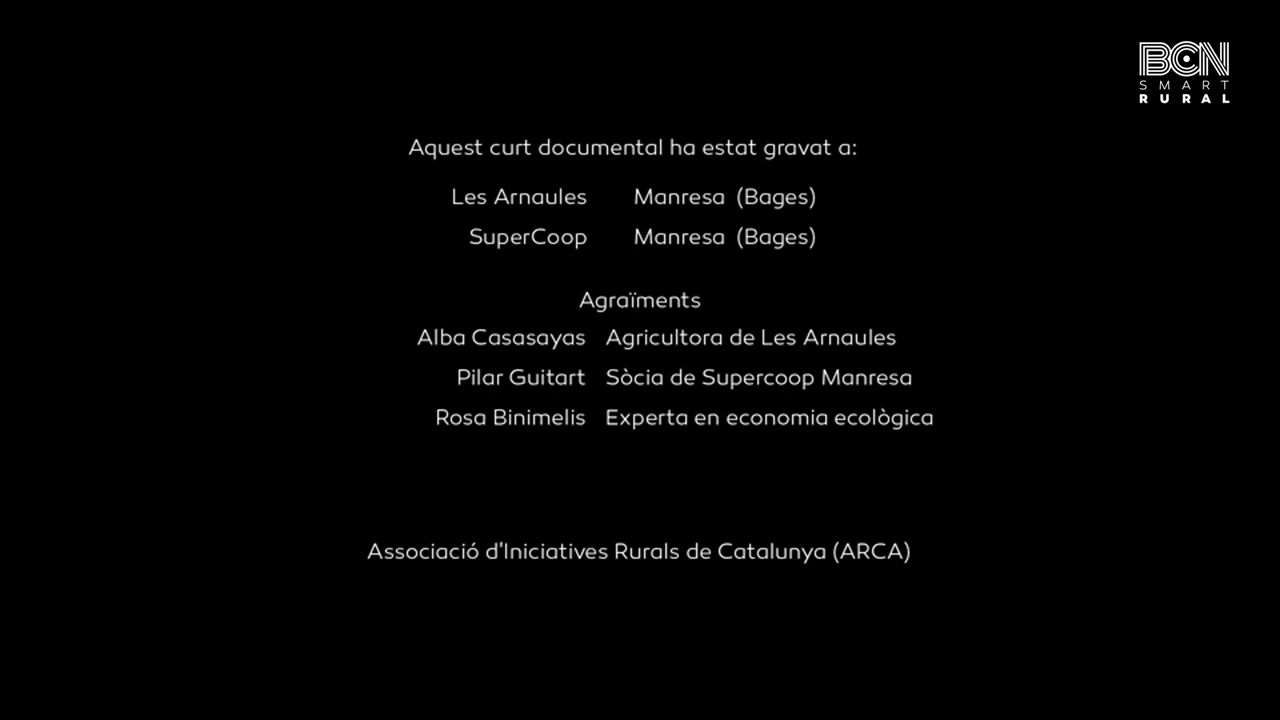 BCN
SMART
RURAL
Aquest curt documental ha estat gravat a:
Les Arnaules Manresa (Bages)
SuperCoop Manresa (Bages)
Agraïments
Alba Casasayas Agricultora de Les Arnaules
Pilar Guitart Sòcia de Supercoop Manresa
Rosa Binimelis Experta en economia ecològica
Associació d'Iniciatives Rurals de Catalunya (ARCA)